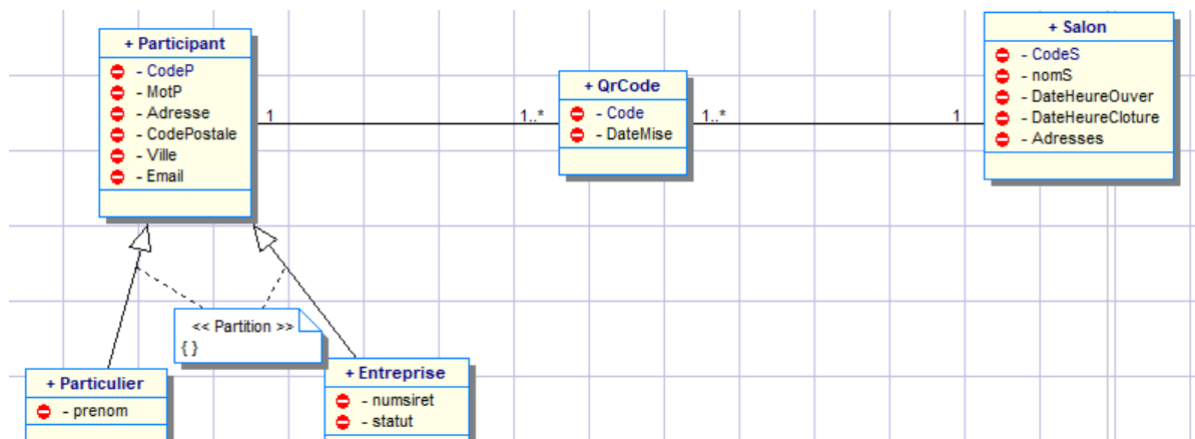 + Participant
- CodeP
- MotP
- Adresse
- CodePostale
- Ville
- Email
1
1..*
+ QrCode
- Code
- DateMise
1..*
1
+ Salon
- CodeS
- nomS
- DateHeureOuver
- DateHeureCloture
- Adresses
<< Partition >>
{ }
+ Particulier
- prenom
+ Entreprise
- numsiret
- statut